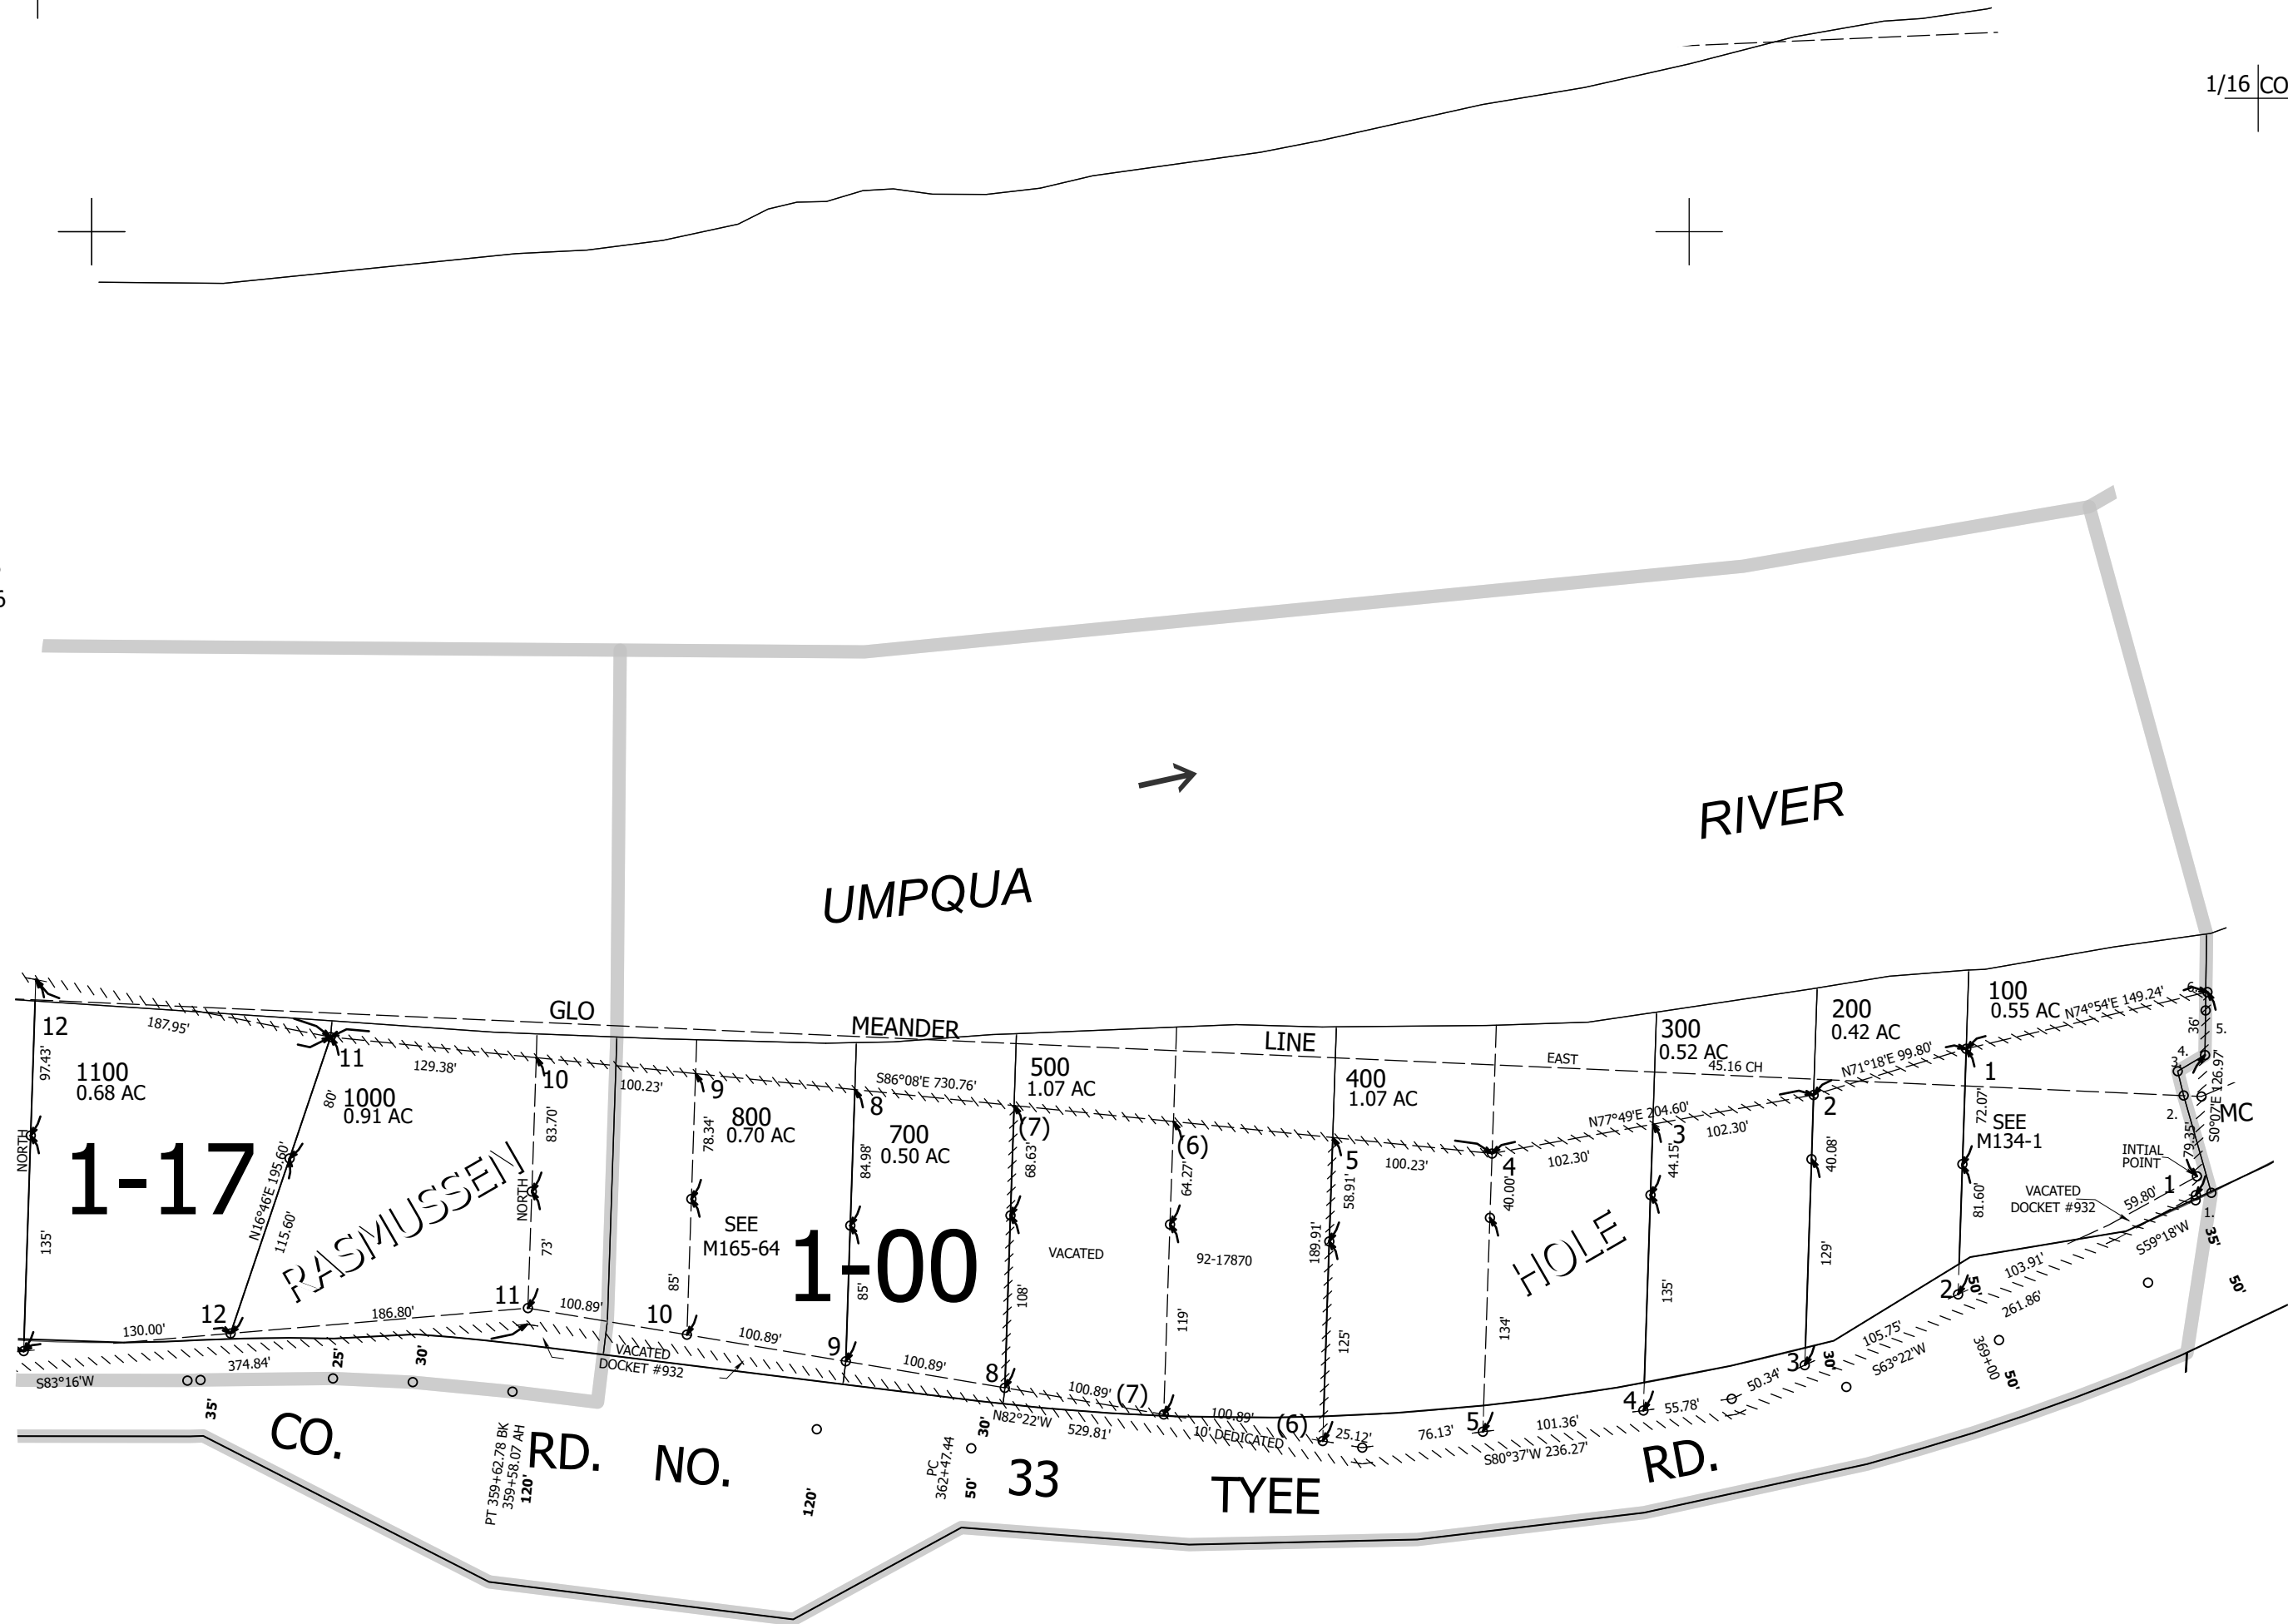 1/16 CO
6
RIVER
UMPQUA
GLO
MEANDER
LINE
EAST
45.16 CH
12
187.95'
11
129.38'
10
100.23'
9
8
S86°08'E 730.76'
(7)
(6)
5
100.23'
4
102.30'
N77°49'E 204.60'
102.30'
3
2
N71°18'E 99.80'
1
N74°54'E 149.24'
1100
0.68 AC
1000
0.91 AC
800
0.70 AC
700
0.50 AC
500
1.07 AC
400
1.07 AC
300
0.52 AC
200
0.42 AC
100
0.55 AC
97.43'
NORTH
135'
80'
N16°46'E 195.60'
115.60'
83.70'
NORTH
73'
78.34'
85'
84.98'
85'
68.63'
108'
64.27'
119'
58.91'
189.91'
125'
40.00'
134'
44.15'
135'
40.08'
129'
72.07'
81.60'
6.
36'
5.
4.
3.
2.
S0°07'E 126.97'
79.35'
MC
1.
1-17
RASMUSSEN
SEE
M165-64
1-00
VACATED
92-17870
HOLE
SEE
M134-1
INTIAL
POINT
VACATED
DOCKET #932
1
59.80'
S59°18'W
35'
50'
12
130.00'
186.80'
11
100.89'
10
100.89'
9
100.89'
8
100.89'
(7)
100.89'
(6)
25.12'
76.13'
5
101.36'
4
55.78'
50.34'
3
30'
105.75'
2
50'
103.91'
261.86'
S63°22'W
369+00
50'
S83°16'W
374.84'
25'
30'
35'
VACATED
DOCKET #932
N82°22'W
529.81'
10' DEDICATED
S80°37'W 236.27'
PT 359+62.78 BK
359+58.07 AH
120'
120'
PC
362+47.44
30'
50'
CO.
RD.
NO.
33
TYEE
RD.